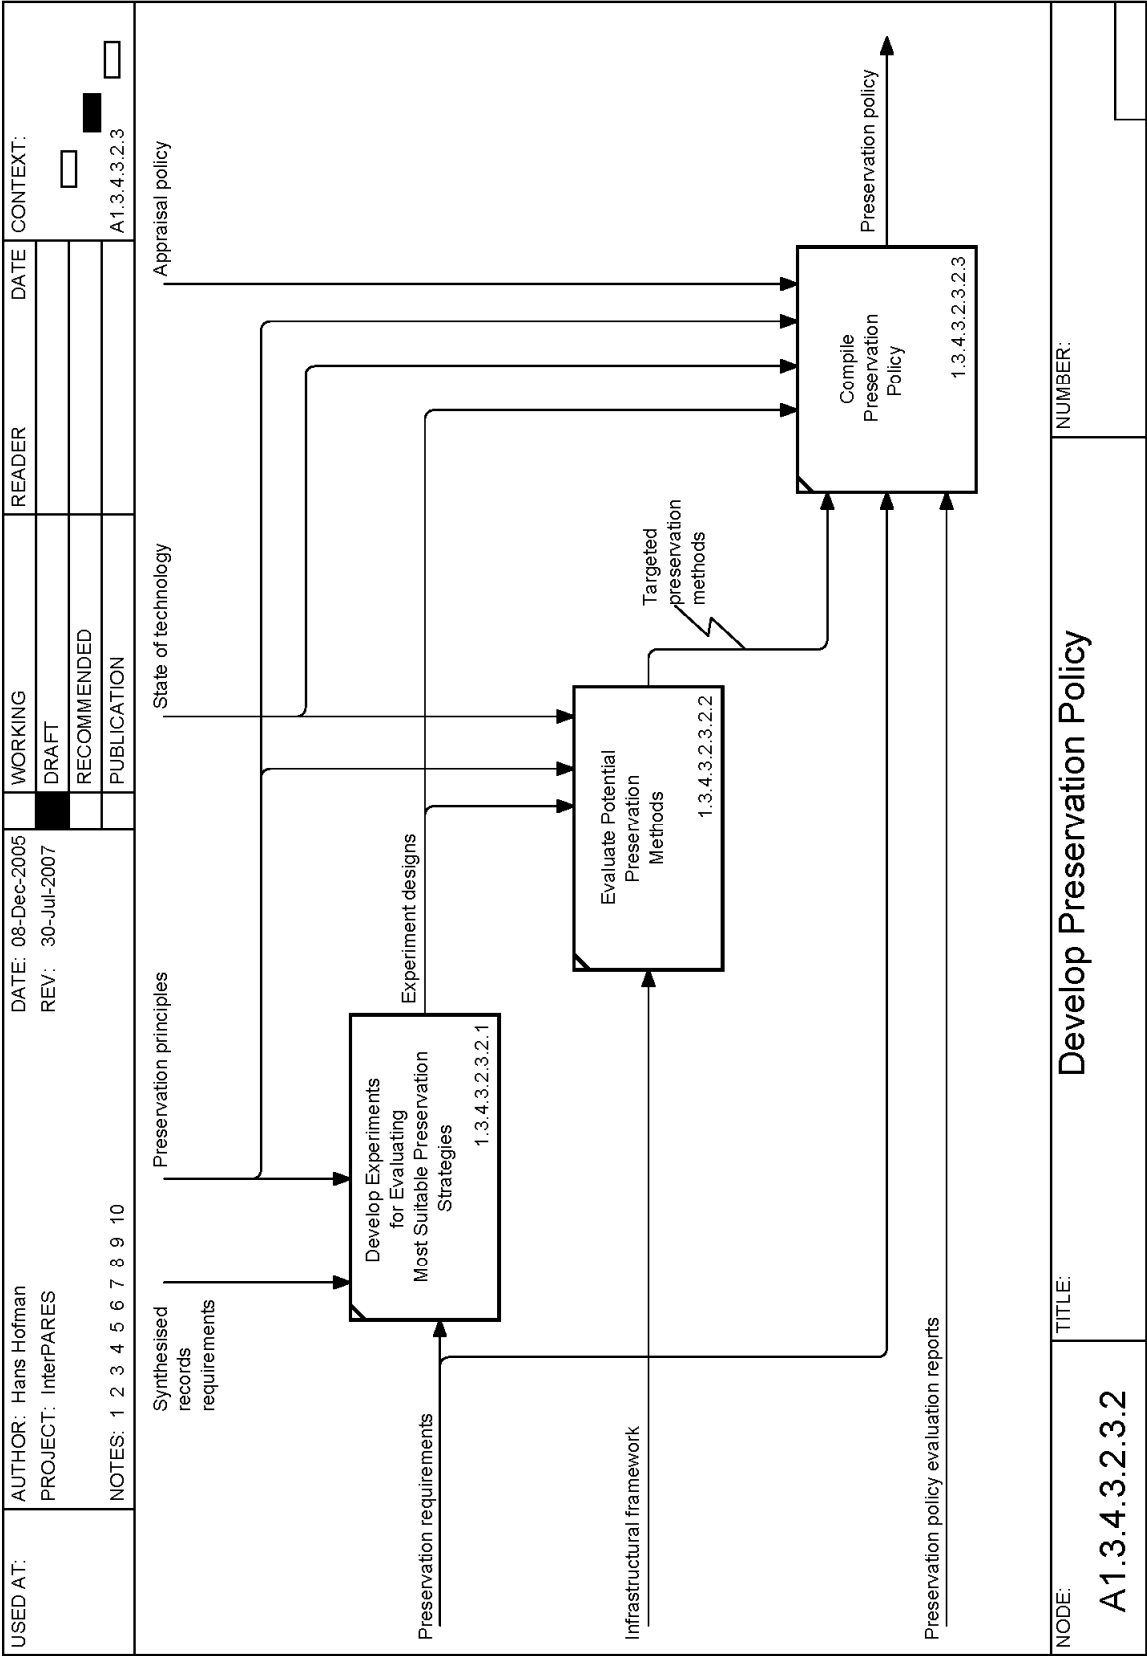 USED AT:
AUTHOR: Hans Hofman
PROJECT: InterPARES
NOTES: 1 2 3 4 5 6 7 8 9 10
DATE: 08-Dec-2005
REV: 30-Jul-2007
WORKING
DRAFT
RECOMMENDED
PUBLICATION
READER
DATE
CONTEXT:
A1.3.4.3.2.3
Synthesised
records
requirements
Preservation principles
State of technology
Appraisal policy
Preservation requirements
Develop Experiments
for Evaluating
Most Suitable Preservation
Strategies
1.3.4.3.2.3.2.1
Experiment designs
Infrastructural framework
Evaluate Potential
Preservation
Methods
1.3.4.3.2.3.2.2
Targeted
preservation
methods
Compile
Preservation
Policy
1.3.4.3.2.3.2.3
Preservation policy
Preservation policy evaluation reports
NODE:
A1.3.4.3.2.3.2
TITLE:
Develop Preservation Policy
NUMBER: